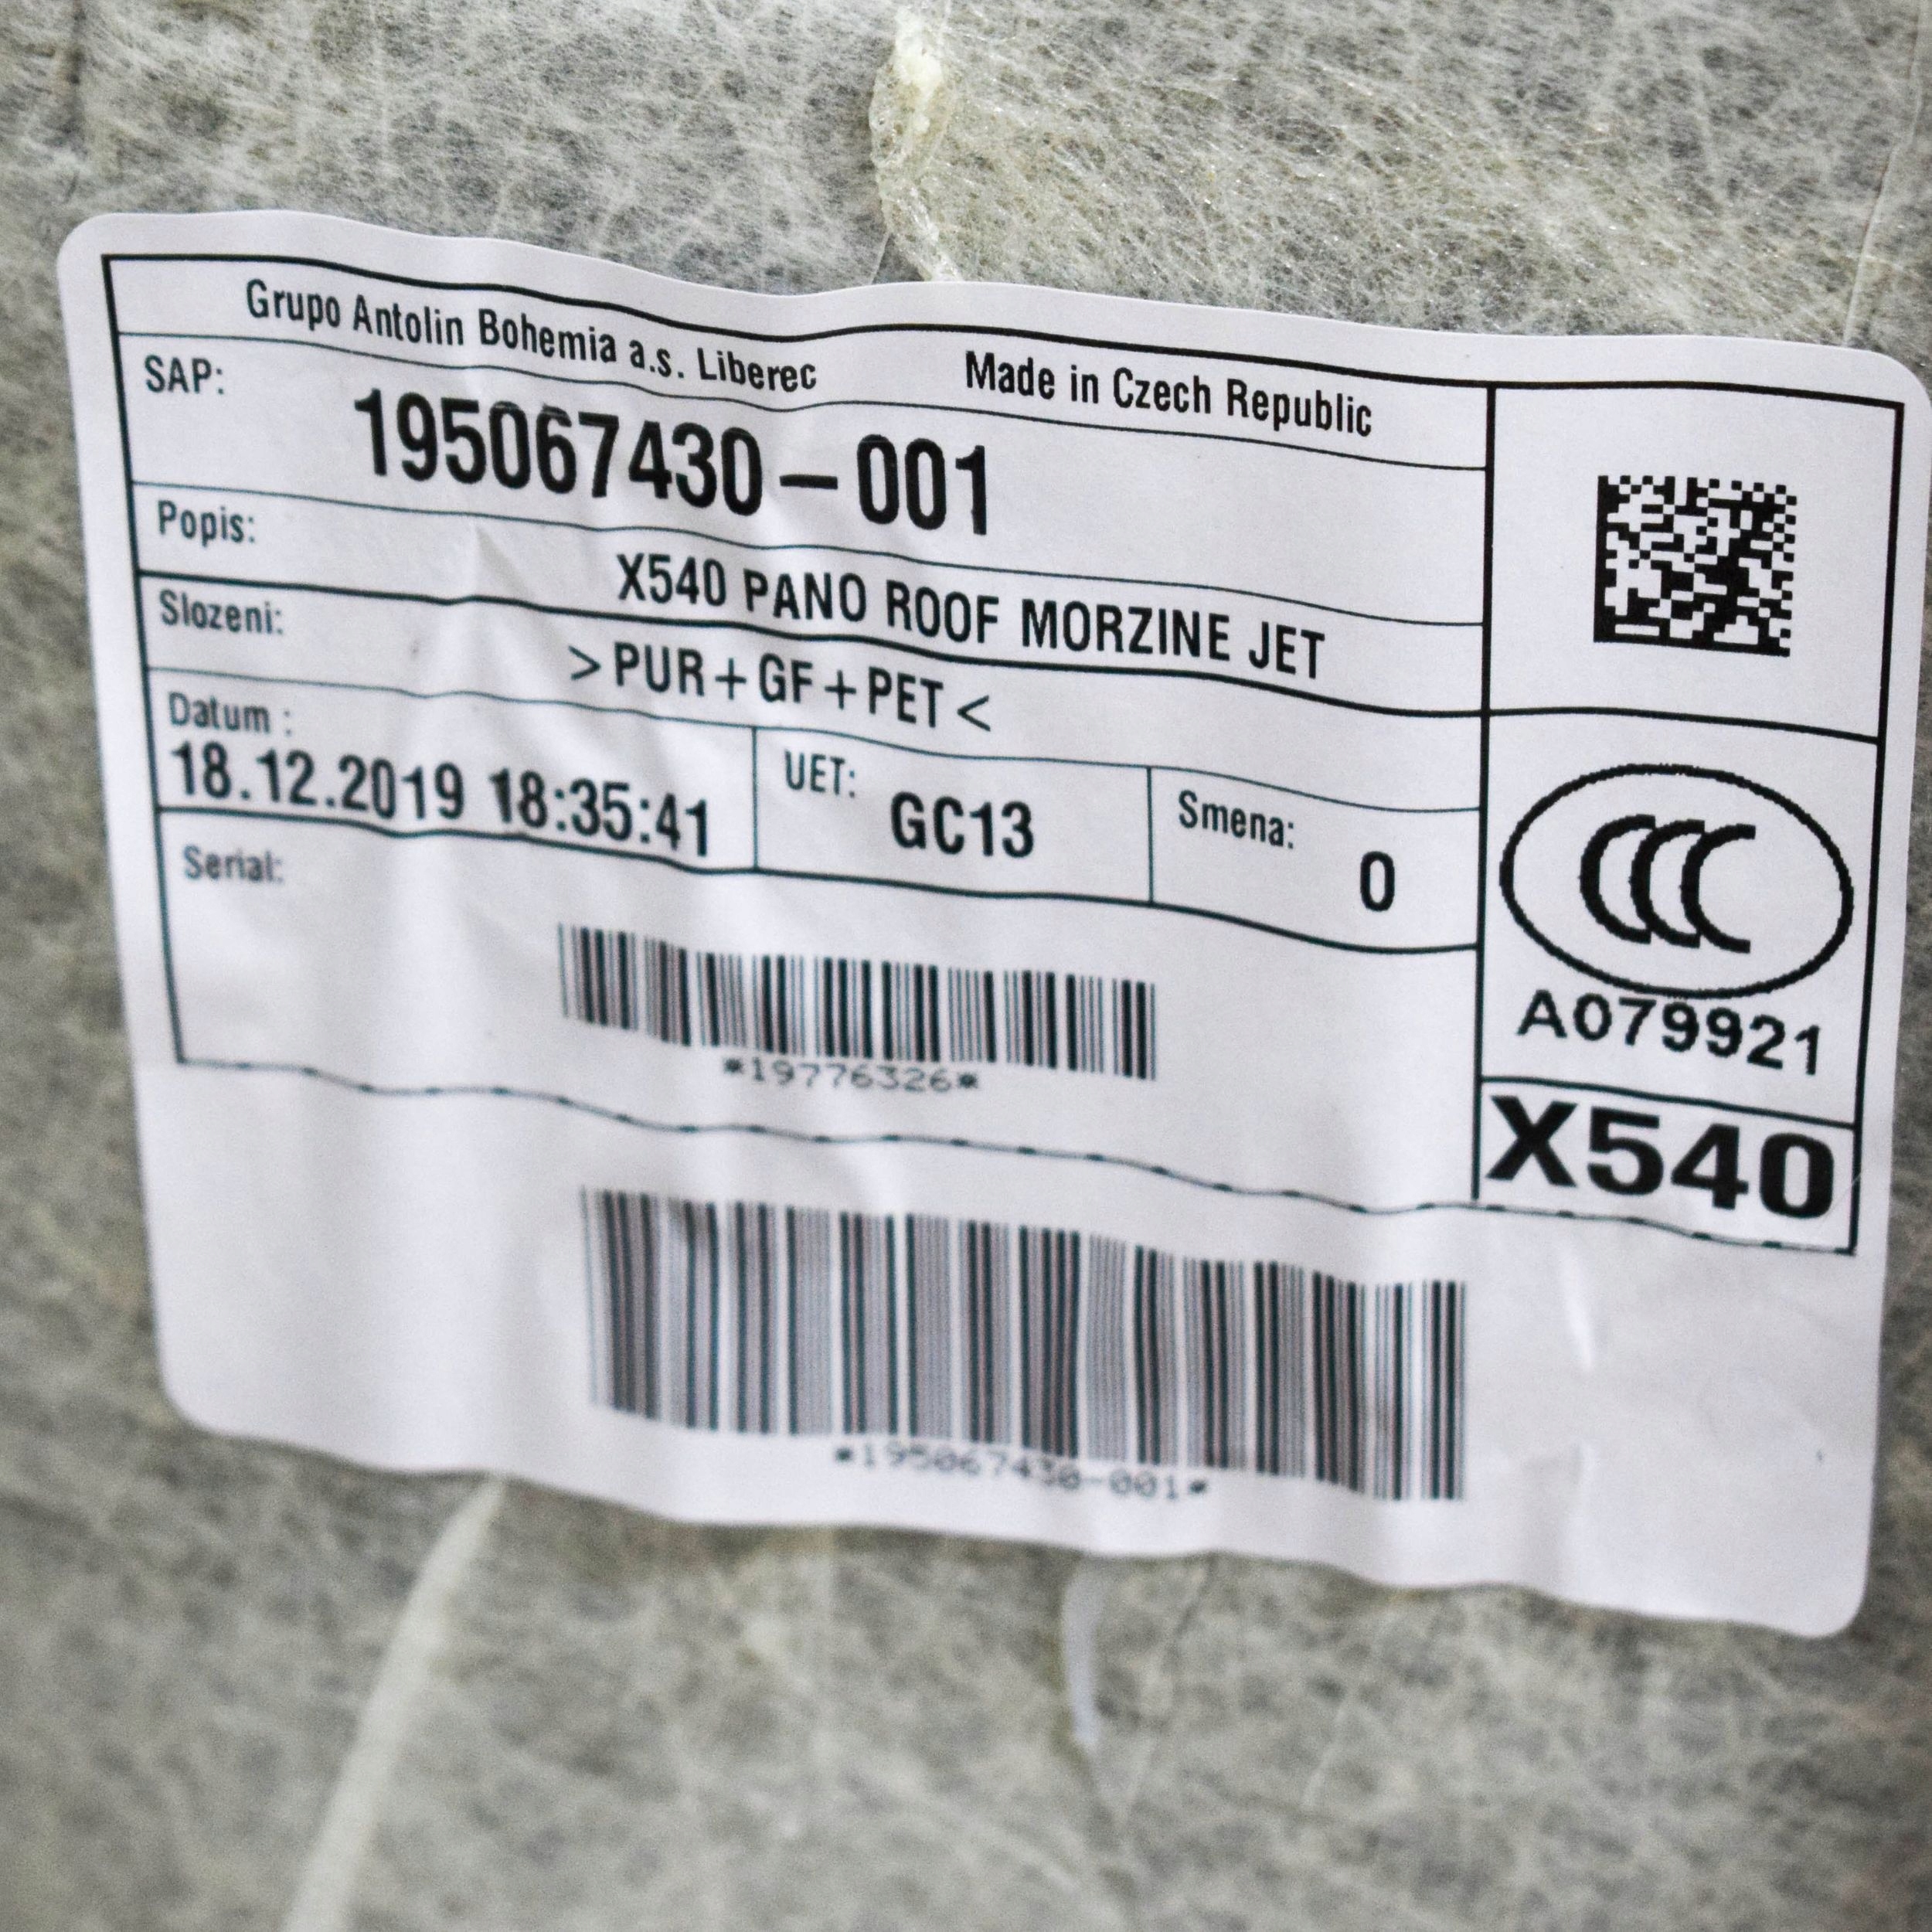 Grupo Antolin Bohemia a.s. Liberec Made in Czech Republic
SAP:
195067430-001
Popis:
X540 PANO ROOF MORZINE JET
Slozeni:
>PUR+GF+PET<
Datum :
18.12.2019 18:35:41
UET:
GC13
Smena:
0
Serial:
*19776326*
CCC
A079921
X540
*195067430-001*